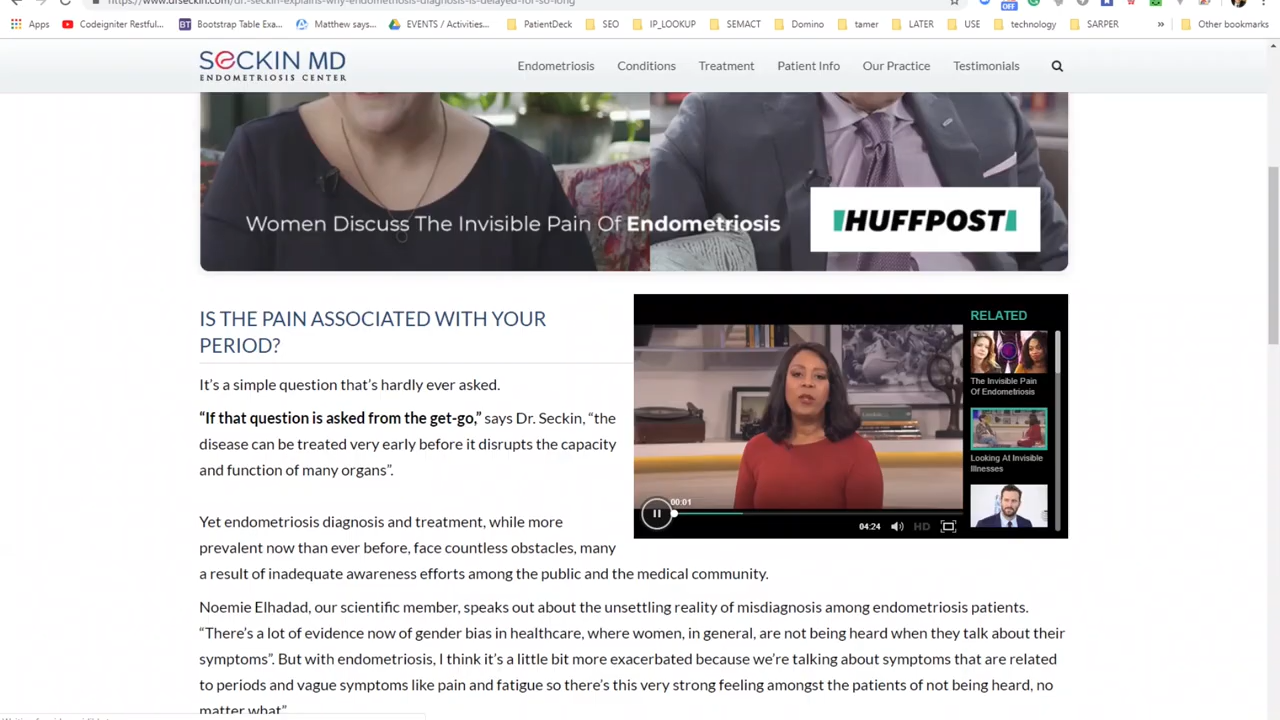 Apps
Codeigniter Restful...
Bootstrap Table Exa...
Matthew says...
EVENTS / Activities...
PatientDeck
SEO
IP_LOOKUP
SEMACT
Domino
tamer
LATER
USE
technology
SARPER
»
Other bookmarks
OFF
SECKIN MD
ENDOMETRIOSIS CENTER
Endometriosis
Conditions
Treatment
Patient Info
Our Practice
Testimonials
Women Discuss The Invisible Pain Of Endometriosis
HUFFPOST
IS THE PAIN ASSOCIATED WITH YOUR
PERIOD?
It's a simple question that's hardly ever asked.
“If that question is asked from the get-go,” says Dr. Seckin, “the
disease can be treated very early before it disrupts the capacity
and function of many organs”.
Yet endometriosis diagnosis and treatment, while more
prevalent now than ever before, face countless obstacles, many
a result of inadequate awareness efforts among the public and the medical community.
RELATED
The Invisible Pain
Of Endometriosis
Looking At Invisible
Illnesses
00:01
04:24
HD
Noemie Elhadad, our scientific member, speaks out about the unsettling reality of misdiagnosis among endometriosis patients.
“There's a lot of evidence now of gender bias in healthcare, where women, in general, are not being heard when they talk about their
symptoms”. But with endometriosis, I think it's a little bit more exacerbated because we're talking about symptoms that are related
to periods and vague symptoms like pain and fatigue so there's this very strong feeling amongst the patients of not being heard, no
matter what”